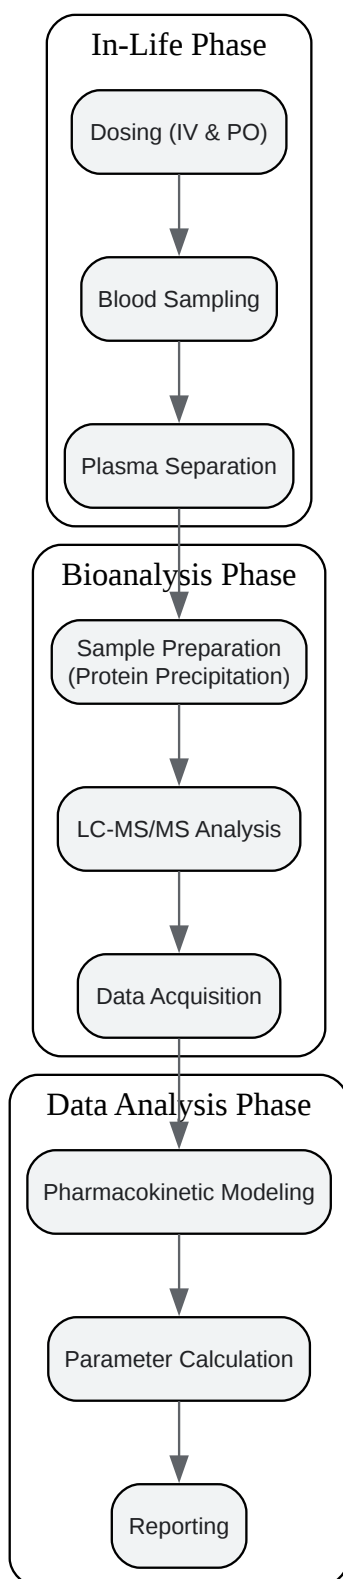 In-Life Phase
Dosing (IV & PO)
Blood Sampling
Plasma Separation
Bioanalysis Phase
Sample Preparation
(Protein Precipitation)
LC-MS/MS Analysis
Data Acquisition
Data Analysis Phase
Pharmacokinetic Modeling
Parameter Calculation
Reporting